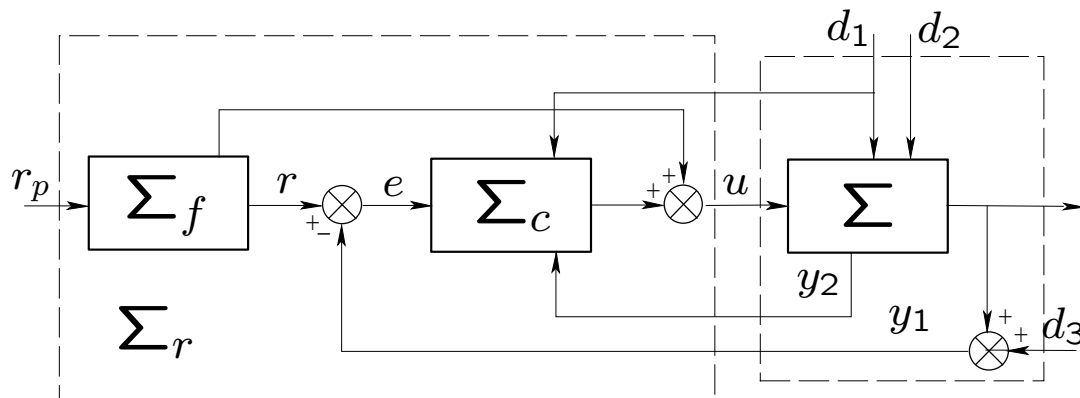 d1 d2
+
r_p Σ_f r e Σ_c + u Σ
+ −
y2
Σ_r y1 + + d3